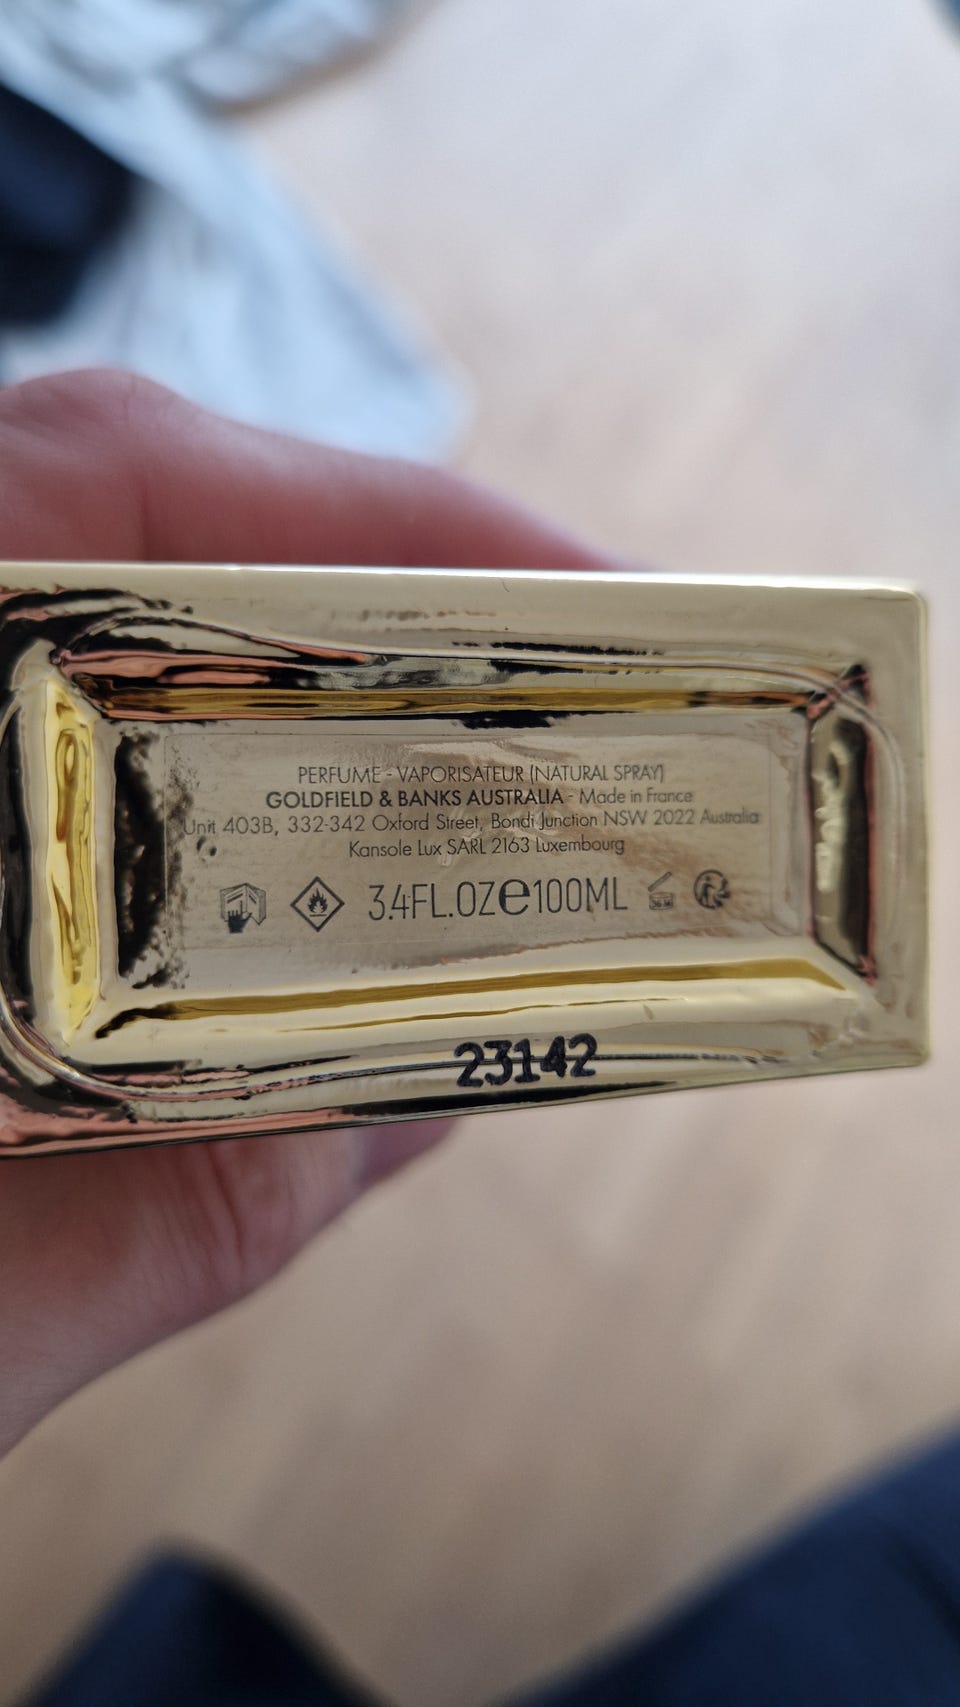 PERFUME - VAPORISATEUR (NATURAL SPRAY)
GOLDFIELD & BANKS AUSTRALIA - Made in France
Unit 403B, 332-342 Oxford Street, Bondi Junction NSW 2022 Australia
Kansole Lux SARL 2163 Luxembourg
3.4FL.OZ e 100ML
23142